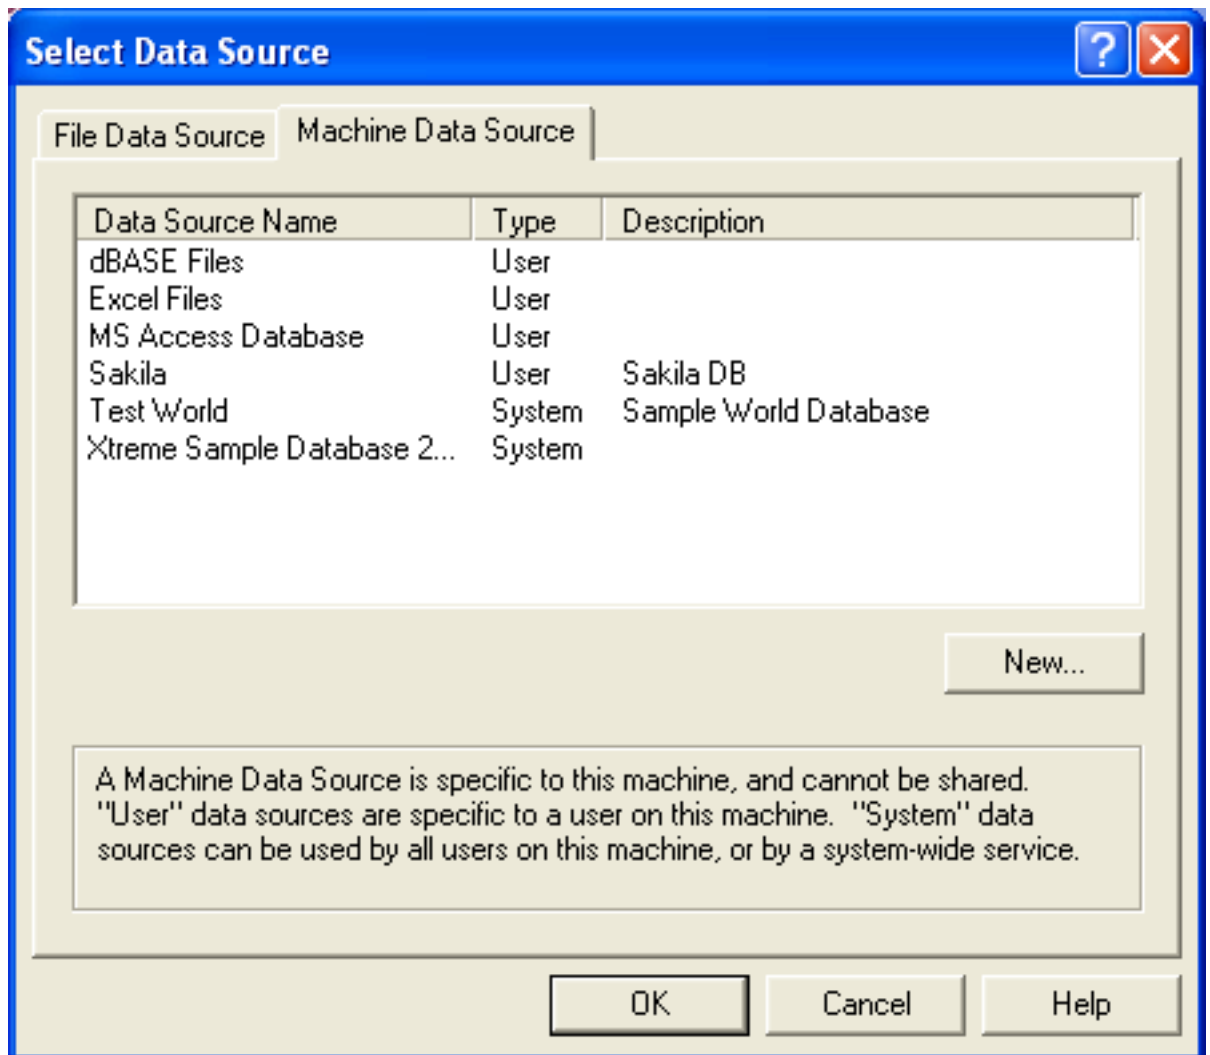 Select Data Source
?
File Data Source Machine Data Source
Data Source Name Type Description
dBASE Files User
Excel Files User
MS Access Database User
Sakila User Sakila DB
Test World System Sample World Database
Xtreme Sample Database 2... System
New...
A Machine Data Source is specific to this machine, and cannot be shared.
"User" data sources are specific to a user on this machine.  "System" data
sources can be used by all users on this machine, or by a system-wide service.
OK Cancel Help